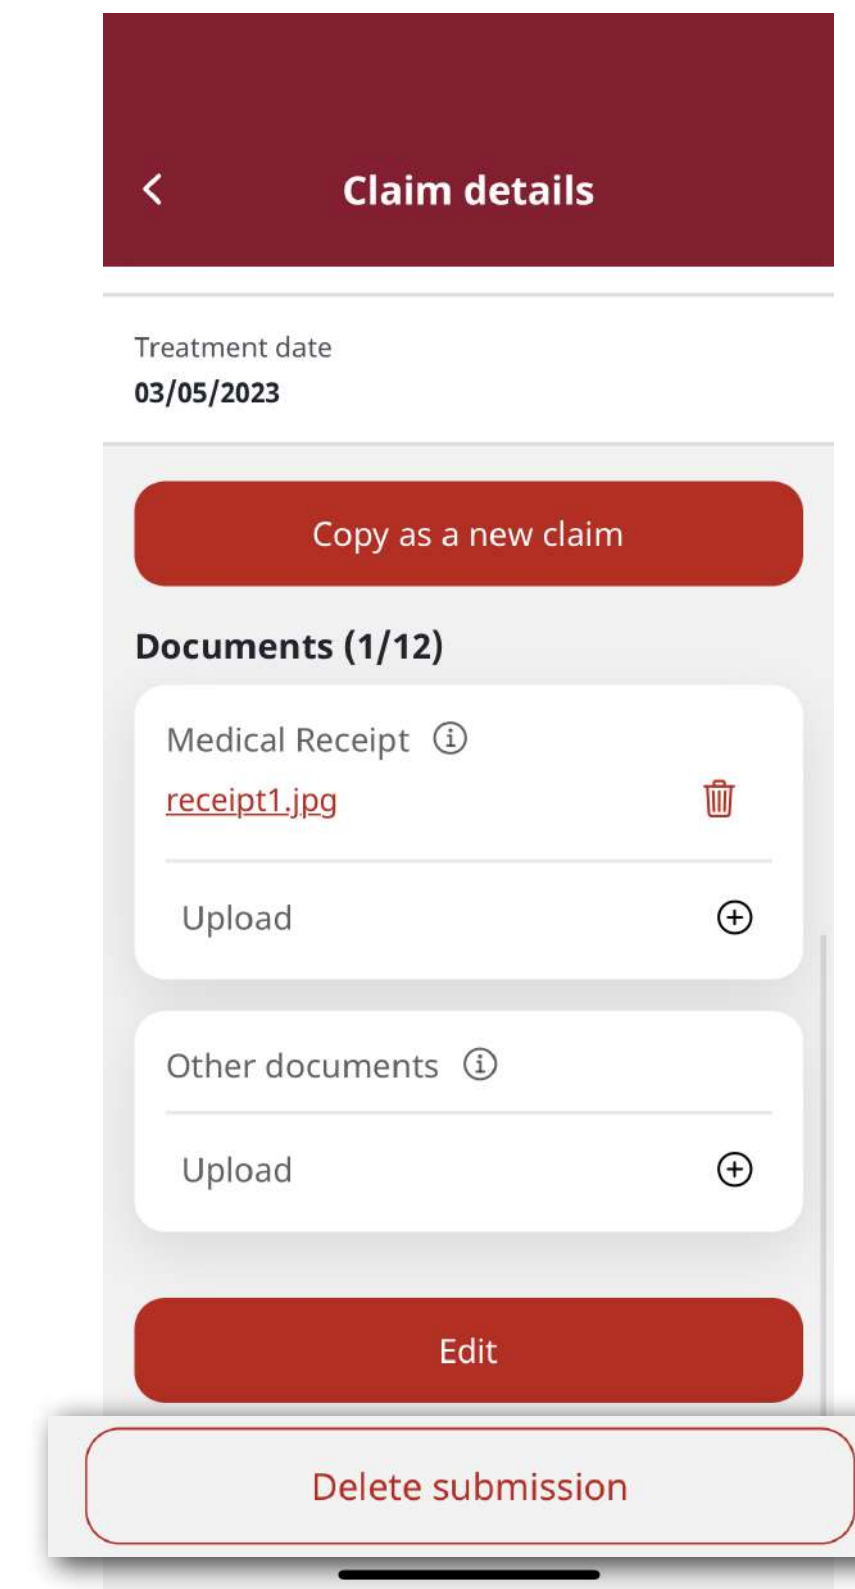 Claim details
Treatment date
03/05/2023
Copy as a new claim
Documents (1/12)
Medical Receipt
receipt1.jpg
Upload
Other documents
Upload
Edit
Delete submission